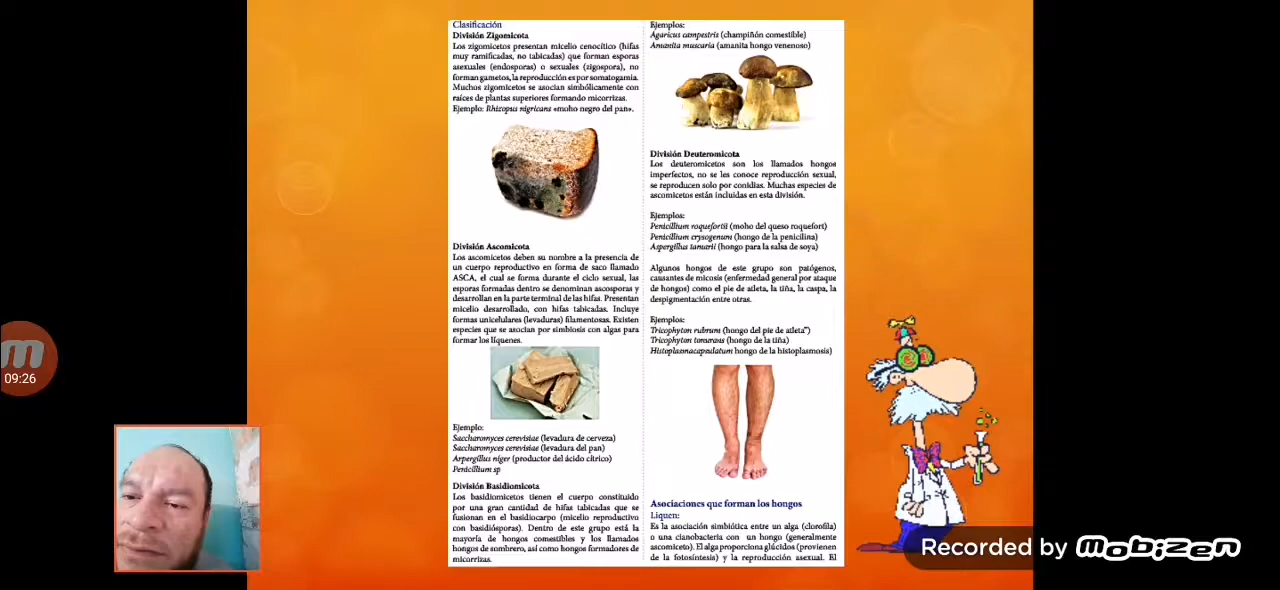 Clasificación
División Zigomicota
Los zigomicetos presentan micelio cenocítico (hifas
muy ramificadas, no tabicadas) que forman esporas
asexuales (endosporas) o sexuales (zigospora), no
forman gametos, la reproducción es por somatogamia.
Muchos zigomicetos se asocian simbólicamente con
raíces de plantas superiores formando micorrizas.
Ejemplo: Rhizopus nigricans «moho negro del pan».
División Ascomicota
Los ascomicetos deben su nombre a la presencia de
un cuerpo reproductivo en forma de saco llamado
ASCA, el cual se forma durante el ciclo sexual, las
esporas formadas dentro se denominan ascosporas y
desarrollan en la parte terminal de las hifas. Presentan
micelio desarrollado, con hifas tabicadas. Incluye
formas unicelulares (levaduras) filamentosas. Existen
especies que se asocian por simbiosis con algas para
formar los líquenes.
Ejemplo:
Saccharomyces cerevisiae (levadura de cerveza)
Saccharomyces cerevisiae (levadura del pan)
Arpergillus niger (productor del ácido cítrico)
Penicillium sp
División Basidiomicota
Los basidiomicetos tienen el cuerpo constituido
por una gran cantidad de hifas tabicadas que se
fusionan en el basidiocarpo (micelio reproductivo
con basidiósporas). Dentro de este grupo está la
mayoría de hongos comestibles y los llamados
hongos de sombrero, así como hongos formadores de
micorrizas.
Ejemplos:
Agaricus campestris (champiñón comestible)
Amanita muscaria (amanita hongo venenoso)
División Deuteromicota
Los deuteromicetos son los llamados hongos
imperfectos, no se les conoce reproducción sexual,
se reproducen solo por conidias. Muchas especies de
ascomicetos están incluidas en esta división.
Ejemplos:
Penicillium roquefortii (moho del queso roquefort)
Penicillium crysogenum (hongo de la penicilina)
Aspergillus tamarii (hongo para la salsa de soya)
Algunos hongos de este grupo son patógenos,
causantes de micosis (enfermedad general por ataque
de hongos) como el pie de atleta, la tiña, la caspa, la
despigmentación entre otras.
Ejemplos:
Tricophyton rubrum (hongo del pie de atleta")
Tricophyton tonuraus (hongo de la tiña)
Histoplasmacapsulatum hongo de la histoplasmosis)
Asociaciones que forman los hongos
Liquen:
Es la asociación simbiótica entre un alga (clorofila)
o una cianobacteria con un hongo (generalmente
ascomiceto). El alga proporciona glúcidos (provienen
de la fotosíntesis) y la reproducción asexual. El
09:26
Recorded by mobizen